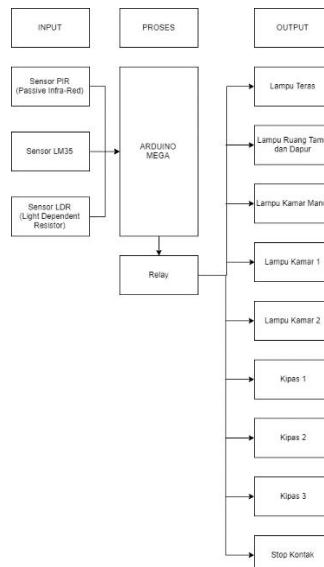 INPUT
PROSES
OUTPUT
Sensor PIR
(Passive Infra-Red)
Sensor LM35
Sensor LDR
(Light Dependent
Resistor)
ARDUINO
MEGA
Relay
Lampu Teras
Lampu Ruang Tam
dan Dapur
Lampu Kamar Mand
Lampu Kamar 1
Lampu Kamar 2
Kipas 1
Kipas 2
Kipas 3
Stop Kontak